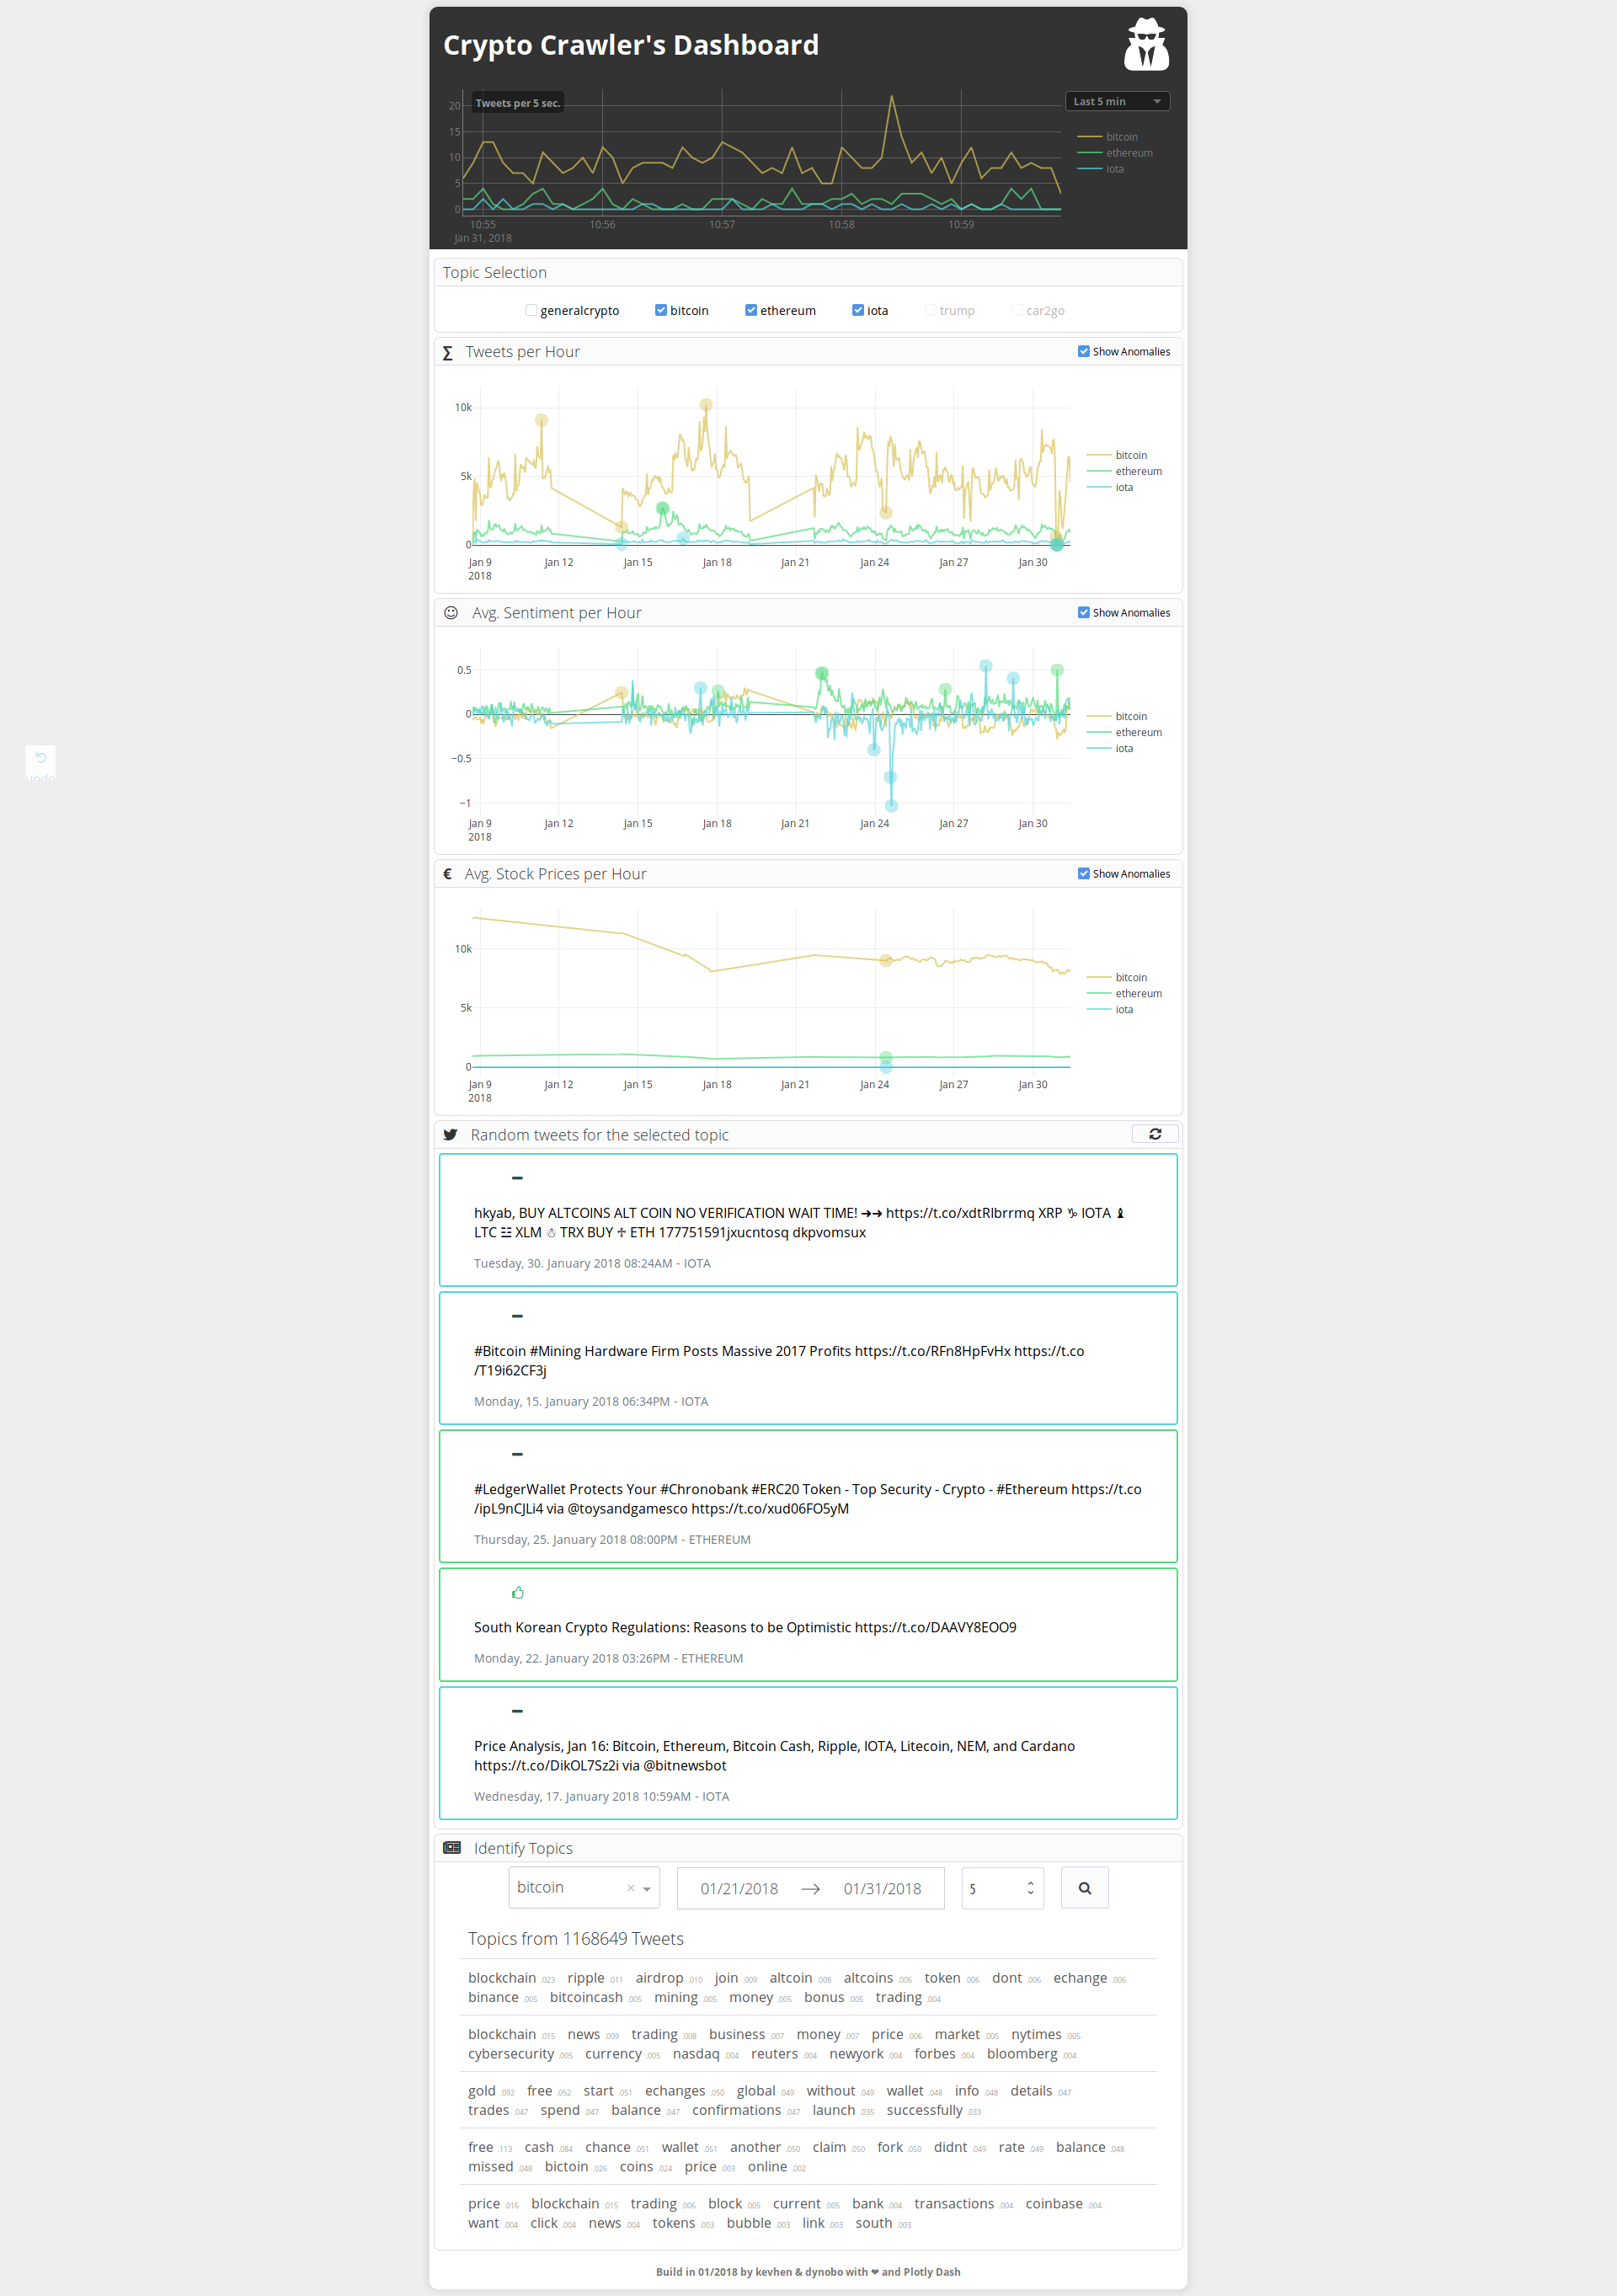 Crypto Crawler's Dashboard
Tweets per 5 sec.
Last 5 min
20
15
10
5
0
bitcoin
ethereum
iota
10:55 10:56 10:57 10:58 10:59
Jan 31, 2018
Topic Selection
generalcrypto bitcoin ethereum iota trump car2go
∑ Tweets per Hour Show Anomalies
10k
5k
0
bitcoin
ethereum
iota
Jan 9 Jan 12 Jan 15 Jan 18 Jan 21 Jan 24 Jan 27 Jan 30
2018
Avg. Sentiment per Hour Show Anomalies
0.5
0
−0.5
−1
bitcoin
ethereum
iota
undo
Jan 9 Jan 12 Jan 15 Jan 18 Jan 21 Jan 24 Jan 27 Jan 30
2018
€ Avg. Stock Prices per Hour Show Anomalies
10k
5k
0
bitcoin
ethereum
iota
Jan 9 Jan 12 Jan 15 Jan 18 Jan 21 Jan 24 Jan 27 Jan 30
2018
Random tweets for the selected topic
hkyab, BUY ALTCOINS ALT COIN NO VERIFICATION WAIT TIME! ➔➔ https://t.co/xdtRIbrrmq XRP ♑ IOTA ♝
LTC ☳ XLM ☃ TRX BUY ♱ ETH 177751591jxucntosq dkpvomsux
Tuesday, 30. January 2018 08:24AM - IOTA
#Bitcoin #Mining Hardware Firm Posts Massive 2017 Profits https://t.co/RFn8HpFvHx https://t.co
/T19i62CF3j
Monday, 15. January 2018 06:34PM - IOTA
#LedgerWallet Protects Your #Chronobank #ERC20 Token - Top Security - Crypto - #Ethereum https://t.co
/ipL9nCJLi4 via @toysandgamesco https://t.co/xud06FO5yM
Thursday, 25. January 2018 08:00PM - ETHEREUM
South Korean Crypto Regulations: Reasons to be Optimistic https://t.co/DAAVY8EOO9
Monday, 22. January 2018 03:26PM - ETHEREUM
Price Analysis, Jan 16: Bitcoin, Ethereum, Bitcoin Cash, Ripple, IOTA, Litecoin, NEM, and Cardano
https://t.co/DikOL7Sz2i via @bitnewsbot
Wednesday, 17. January 2018 10:59AM - IOTA
Identify Topics
bitcoin × 01/21/2018 → 01/31/2018 5
Topics from 1168649 Tweets
blockchain .023 ripple .011 airdrop .010 join .009 altcoin .008 altcoins .006 token .006 dont .006 echange .006
binance .005 bitcoincash .005 mining .005 money .005 bonus .005 trading .004
blockchain .015 news .009 trading .008 business .007 money .007 price .006 market .005 nytimes .005
cybersecurity .005 currency .005 nasdaq .004 reuters .004 newyork .004 forbes .004 bloomberg .004
gold .092 free .052 start .051 echanges .050 global .049 without .049 wallet .048 info .048 details .047
trades .047 spend .047 balance .047 confirmations .047 launch .035 successfully .033
free .113 cash .084 chance .051 wallet .051 another .050 claim .050 fork .050 didnt .049 rate .049 balance .048
missed .048 bictoin .026 coins .024 price .003 online .002
price .016 blockchain .015 trading .006 block .005 current .005 bank .004 transactions .004 coinbase .004
want .004 click .004 news .004 tokens .003 bubble .003 link .003 south .003
Build in 01/2018 by kevhen & dynobo with ❤ and Plotly Dash